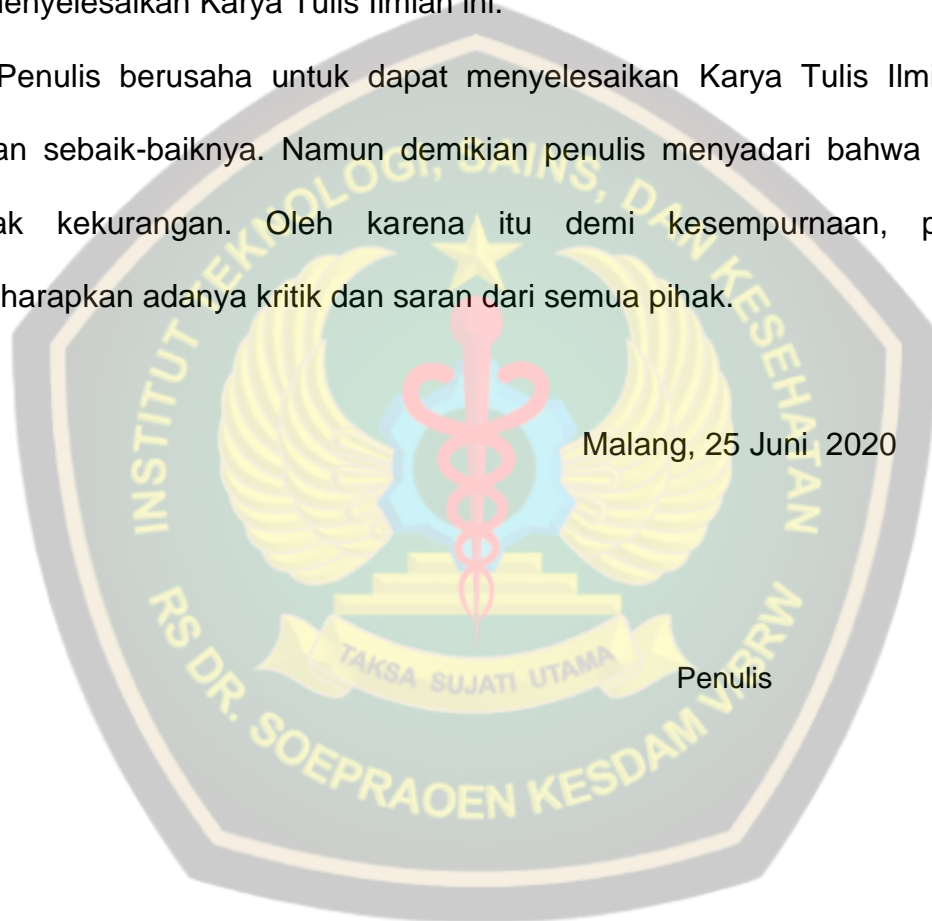 enyelesaikan Karya Tulis Ilmiah ini.
Penulis berusaha untuk dapat menyelesaikan Karya Tulis Ilmi
an sebaik-baiknya. Namun demikian penulis menyadari bahwa
ak kekurangan. Oleh karena itu demi kesempurnaan, p
harapkan adanya kritik dan saran dari semua pihak.
Malang, 25 Juni 2020
Penulis
INSTITUT TEKNOLOGI, SAINS, DAN KESEHATAN
TAKSA SUJATI UTAMA
RS DR. SOEPRAOEN KESDAM V/BRW